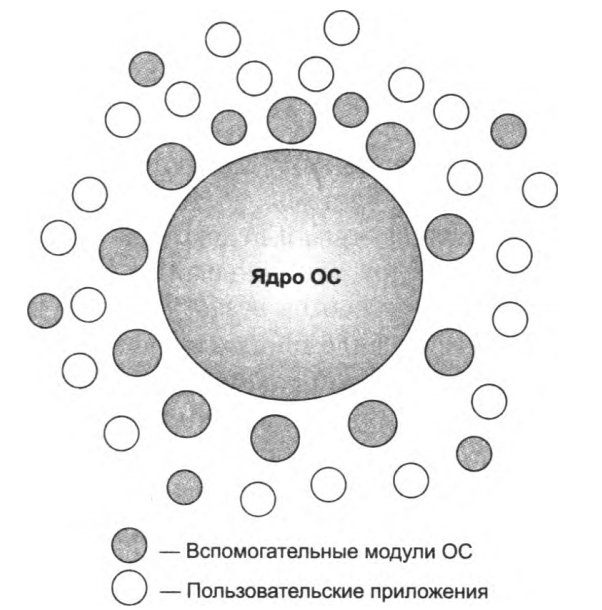 Ядро ОС
— Вспомогательные модули ОС
— Пользовательские приложения